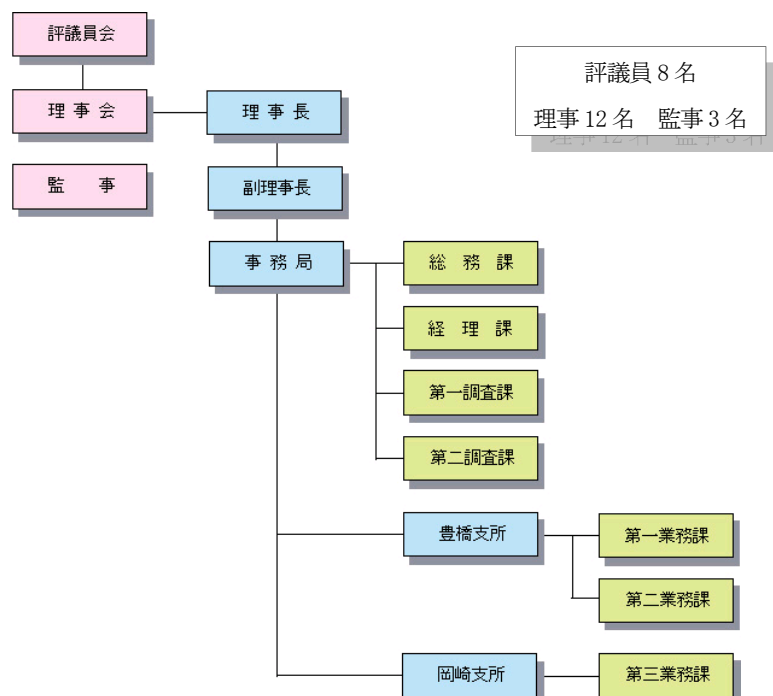 評議員会
評議員8名
理事会
理事長
理事12名　監事3名
監　事
副理事長
事務局
総務課
経理課
第一調査課
第二調査課
豊橋支所
第一業務課
第二業務課
岡崎支所
第三業務課